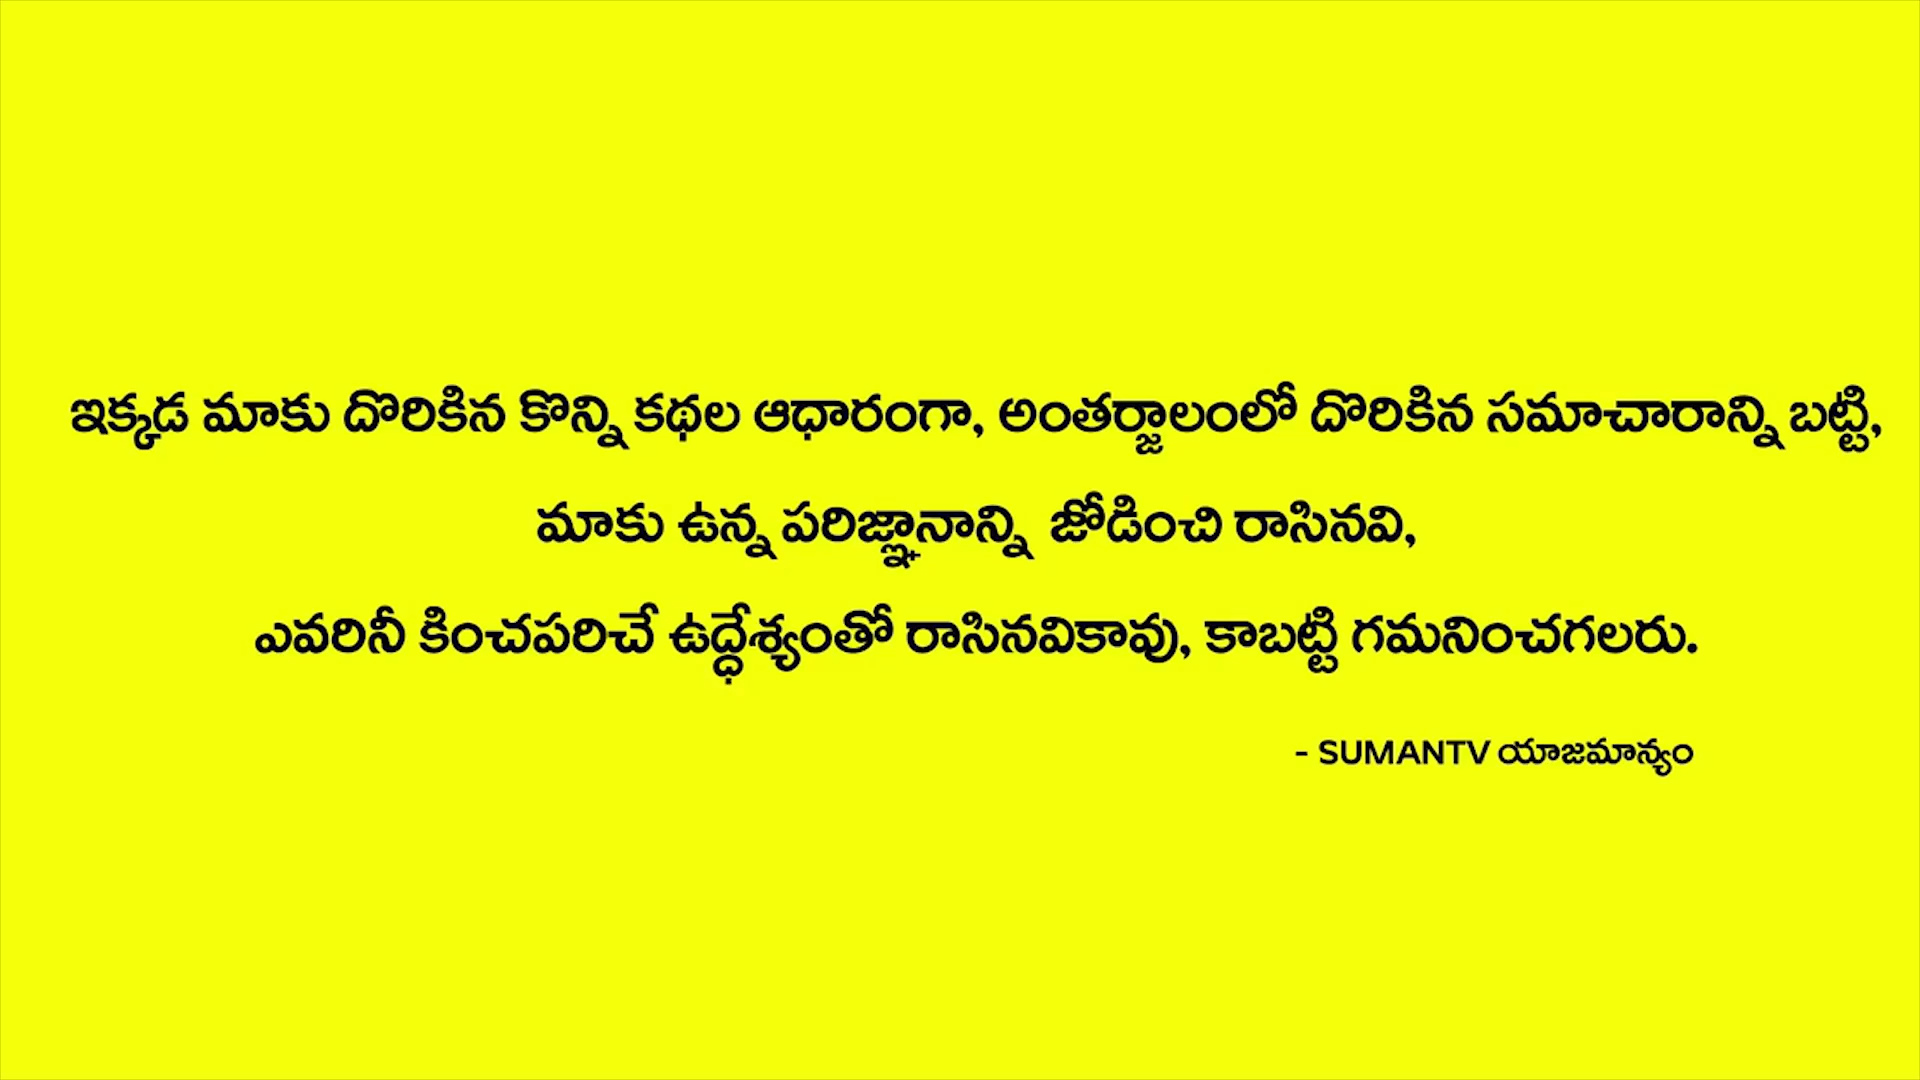 ఇక్కడ మాకు దొరికిన కొన్ని కథల ఆధారంగా, అంతర్జాలంలో దొరికిన సమాచారాన్ని బట్టి,
మాకు ఉన్న పరిజ్ఞానాన్ని జోడించి రాసినవి,
ఎవరినీ కించపరిచే ఉద్ధేశ్యంతో రాసినవికావు, కాబట్టి గమనించగలరు.
- SUMANTV యాజమాన్యం